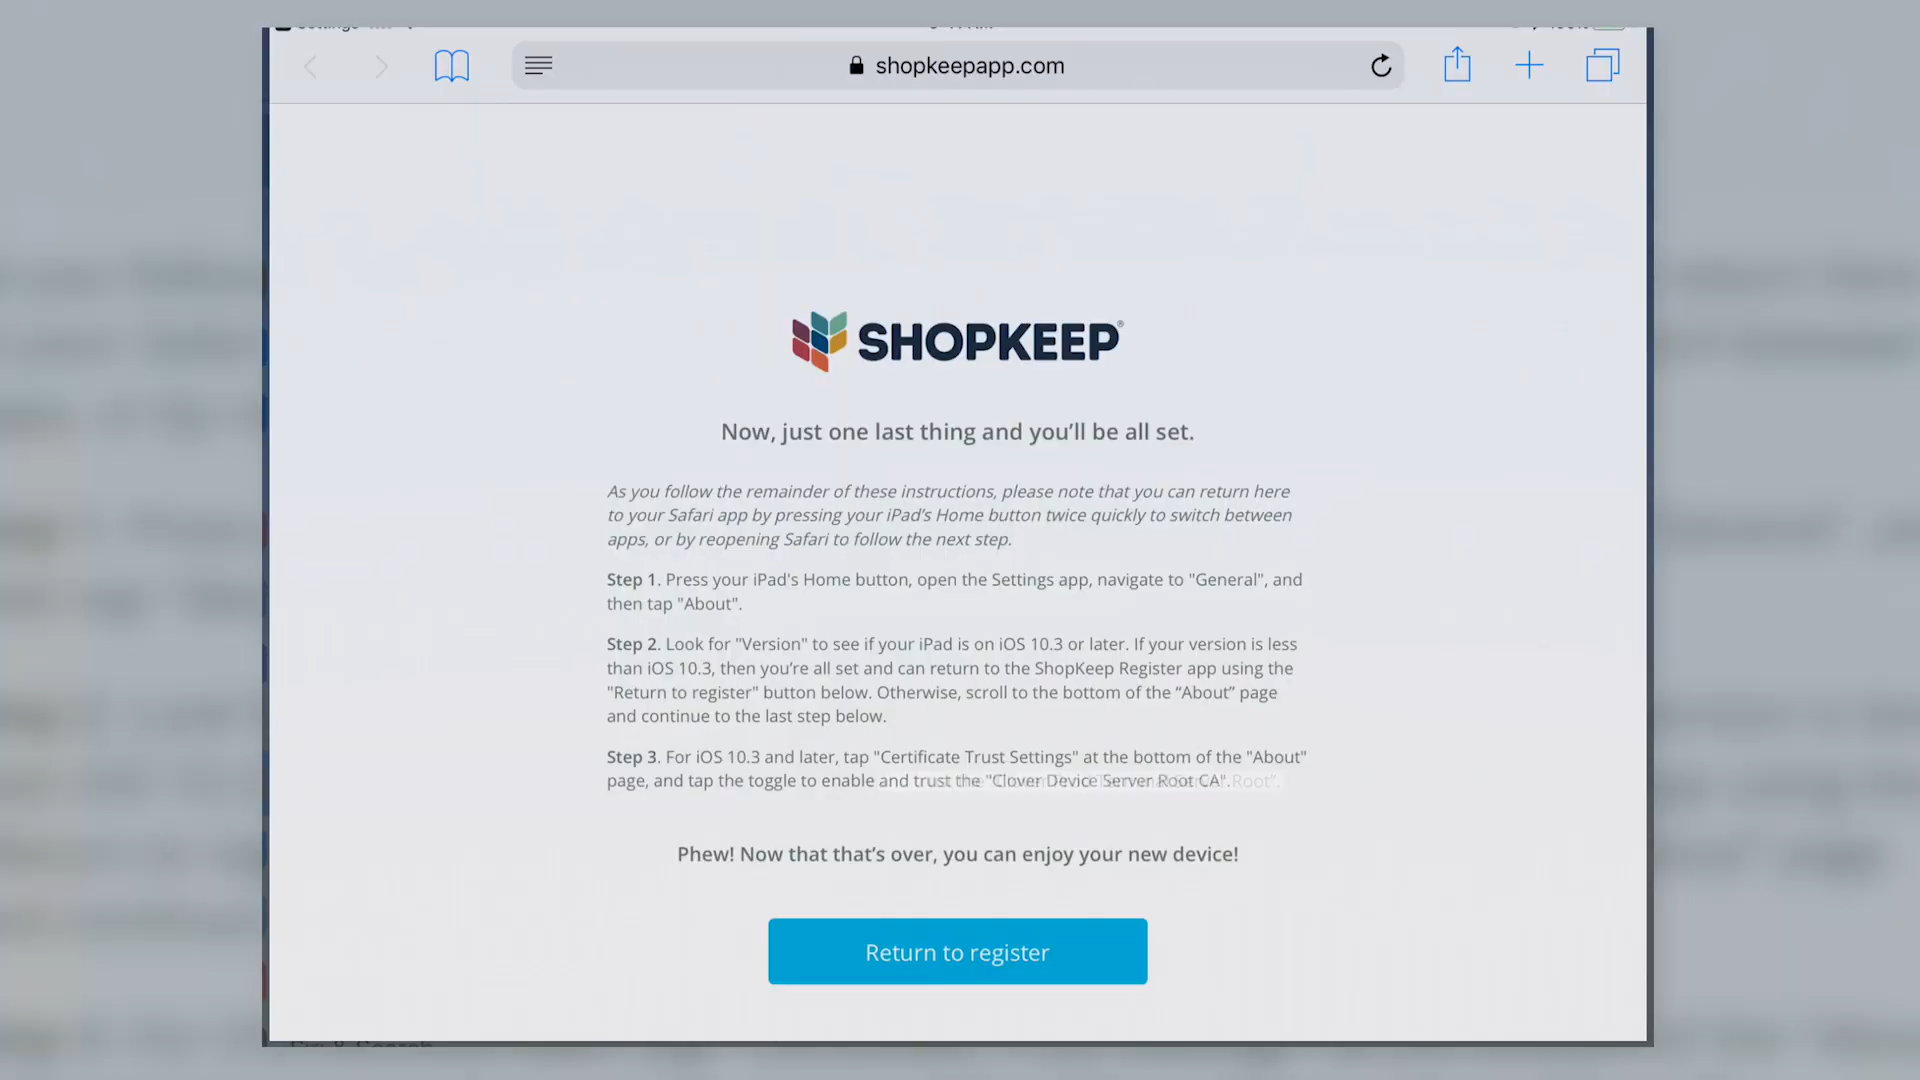 shopkeepapp.com
SHOPKEEP®
Now, just one last thing and you’ll be all set.
As you follow the remainder of these instructions, please note that you can return here
to your Safari app by pressing your iPad’s Home button twice quickly to switch between
apps, or by reopening Safari to follow the next step.
Step 1. Press your iPad's Home button, open the Settings app, navigate to "General", and
then tap "About".
Step 2. Look for "Version" to see if your iPad is on iOS 10.3 or later. If your version is less
than iOS 10.3, then you’re all set and can return to the ShopKeep Register app using the
"Return to register" button below. Otherwise, scroll to the bottom of the “About” page
and continue to the last step below.
Step 3. For iOS 10.3 and later, tap "Certificate Trust Settings" at the bottom of the "About"
page, and tap the toggle to enable and trust the "Clover Device Server Root CA".
Phew! Now that that’s over, you can enjoy your new device!
Return to register